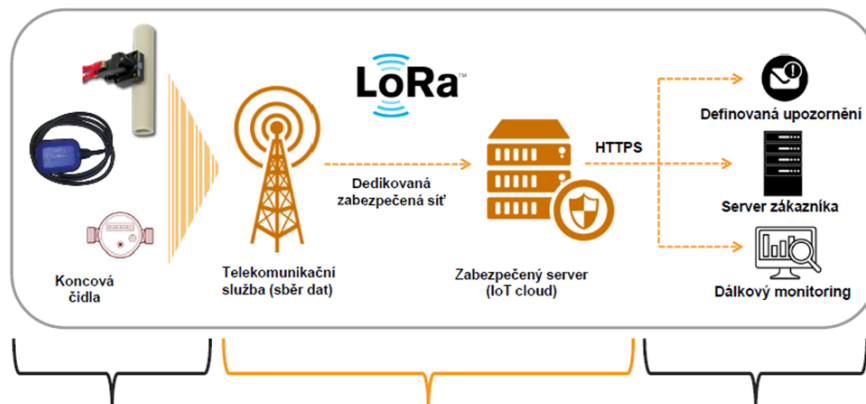 Koncová
čidla
Telekomunikační
služba (sběr dat)
LoRa™
Dedikovaná
zabezpečená síť
Zabezpečený server
(IoT cloud)
HTTPS
Definovaná upozornění
Server zákazníka
Dálkový monitoring